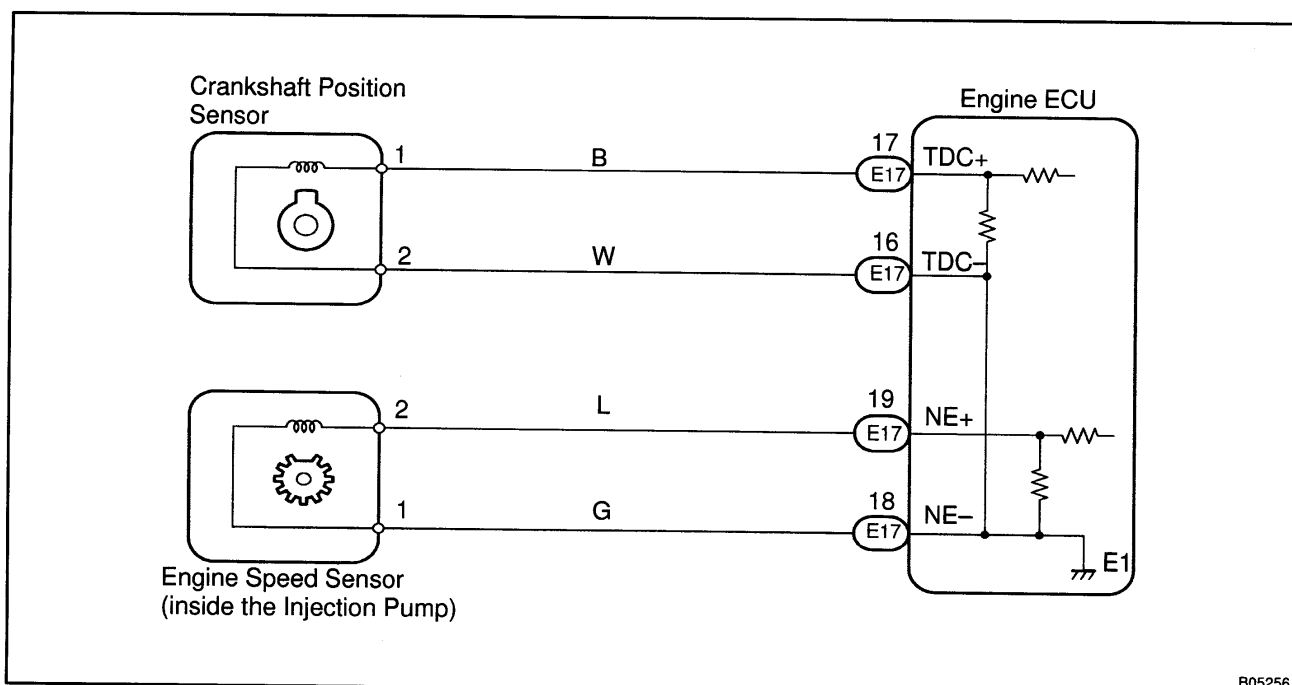 Crankshaft Position
Sensor
Engine ECU
1
B
17
E17
TDC+
2
W
16
E17
TDC−
2
L
19
E17
NE+
1
G
18
E17
NE−
E1
Engine Speed Sensor
(inside the Injection Pump)
B05256